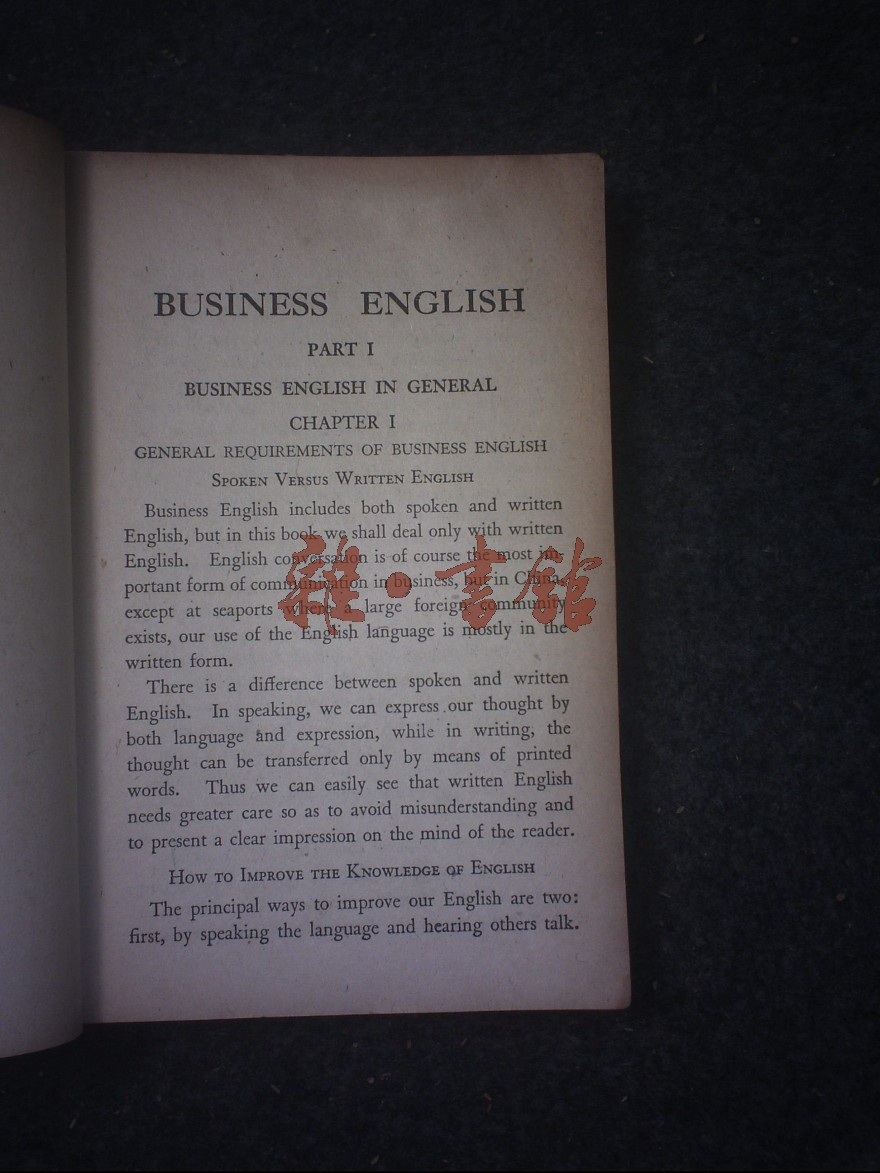 BUSINESS ENGLISH
PART I
BUSINESS ENGLISH IN GENERAL
CHAPTER I
GENERAL REQUIREMENTS OF BUSINESS ENGLISH
SPOKEN VERSUS WRITTEN ENGLISH
Business English includes both spoken and written
English, but in this book we shall deal only with written
English. English conversation is of course the most im-
portant form of communication in business, but in China,
except at seaports where a large foreign community
exists, our use of the English language is mostly in the
written form.
There is a difference between spoken and written
English. In speaking, we can express our thought by
both language and expression, while in writing, the
thought can be transferred only by means of printed
words. Thus we can easily see that written English
needs greater care so as to avoid misunderstanding and
to present a clear impression on the mind of the reader.
HOW TO IMPROVE THE KNOWLEDGE OF ENGLISH
The principal ways to improve our English are two:
first, by speaking the language and hearing others talk.
雜·書館